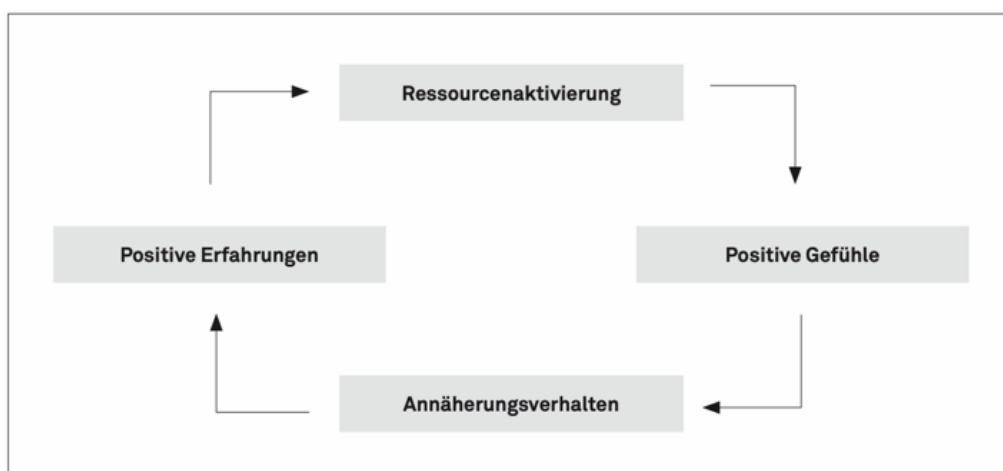 Ressourcenaktivierung
Positive Erfahrungen
Positive Gefühle
Annäherungsverhalten